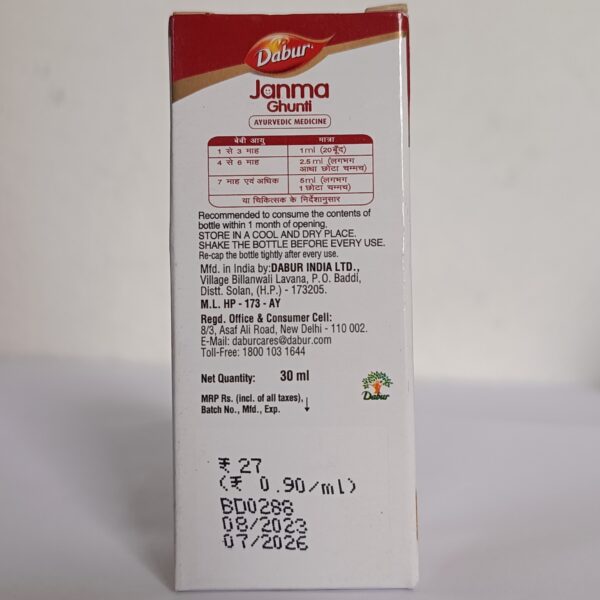 Dabur
Janma
Ghunti
AYURVEDIC MEDICINE
बेबी आयु मात्रा
1 से 3 माह 1ml (20बूँद)
4 से 6 माह 2.5ml (लगभग
आधा छोटा चम्मच)
7 माह एवं अधिक 5ml (लगभग
1 छोटा चम्मच)
या चिकित्सक के निर्देशानुसार
Recommended to consume the contents of
bottle within 1 month of opening.
STORE IN A COOL AND DRY PLACE.
SHAKE THE BOTTLE BEFORE EVERY USE.
Re-cap the bottle tightly after every use.
Mfd. in India by:DABUR INDIA LTD.,
Village Billanwali Lavana, P.O. Baddi,
Distt. Solan, (H.P.) - 173205.
M.L. HP - 173 - AY
Regd. Office & Consumer Cell:
8/3, Asaf Ali Road, New Delhi - 110 002.
E-Mail: daburcares@dabur.com
Toll-Free: 1800 103 1644
Net Quantity: 30 ml
Dabur
MRP Rs. (incl. of all taxes),
Batch No., Mfd., Exp.
₹ 27
(₹ 0.90/ml)
BD0288
08/2023
07/2026